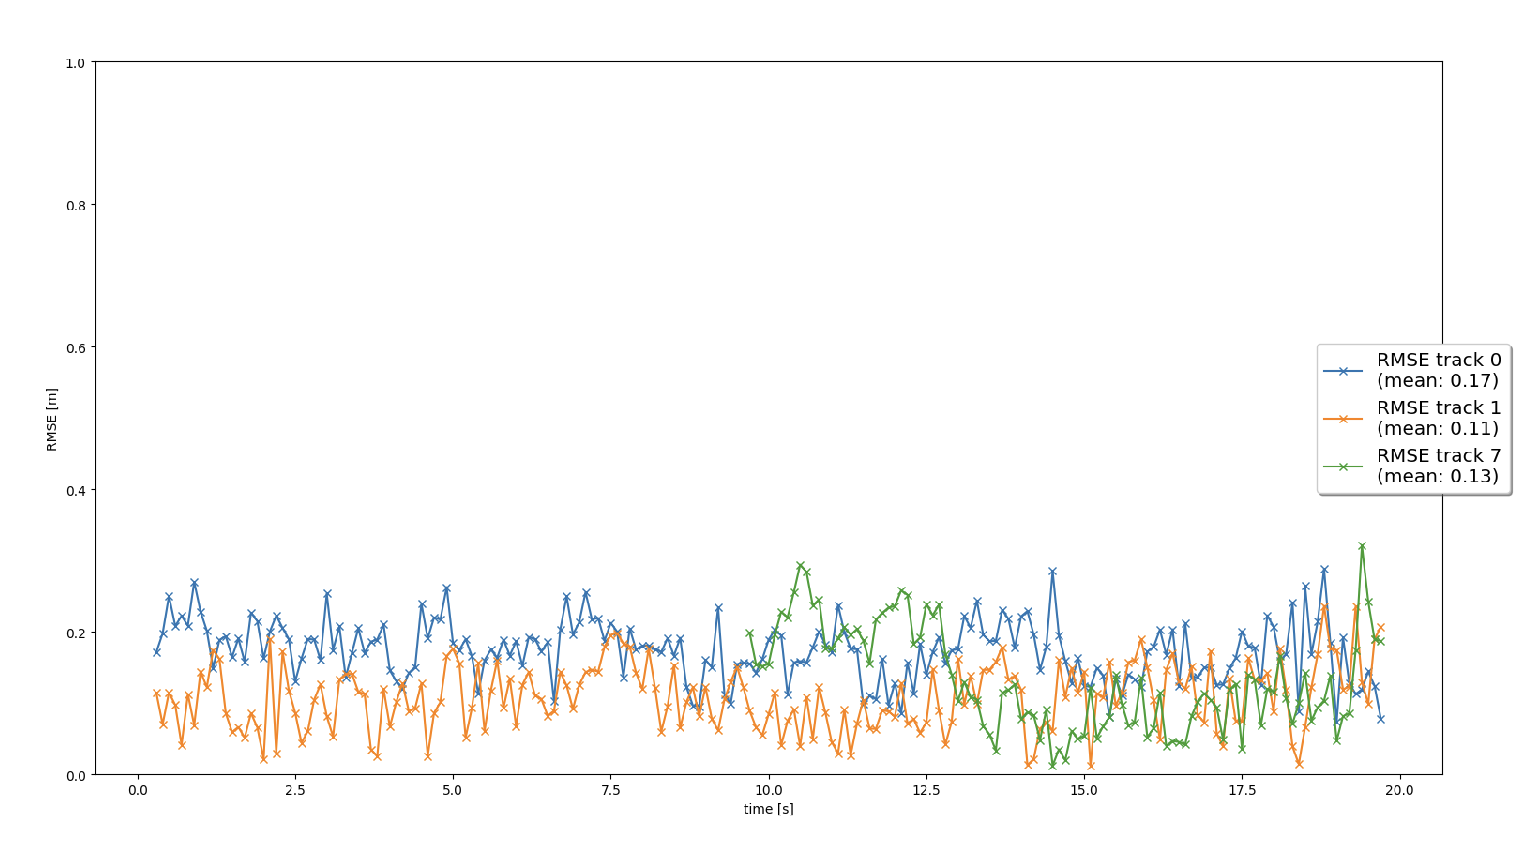 1.0
0.8
0.6
0.4
0.2
0.0
RMSE [m]
0.0 2.5 5.0 7.5 10.0 12.5 15.0 17.5 20.0
time [s]
RMSE track 0
(mean: 0.17)
RMSE track 1
(mean: 0.11)
RMSE track 7
(mean: 0.13)